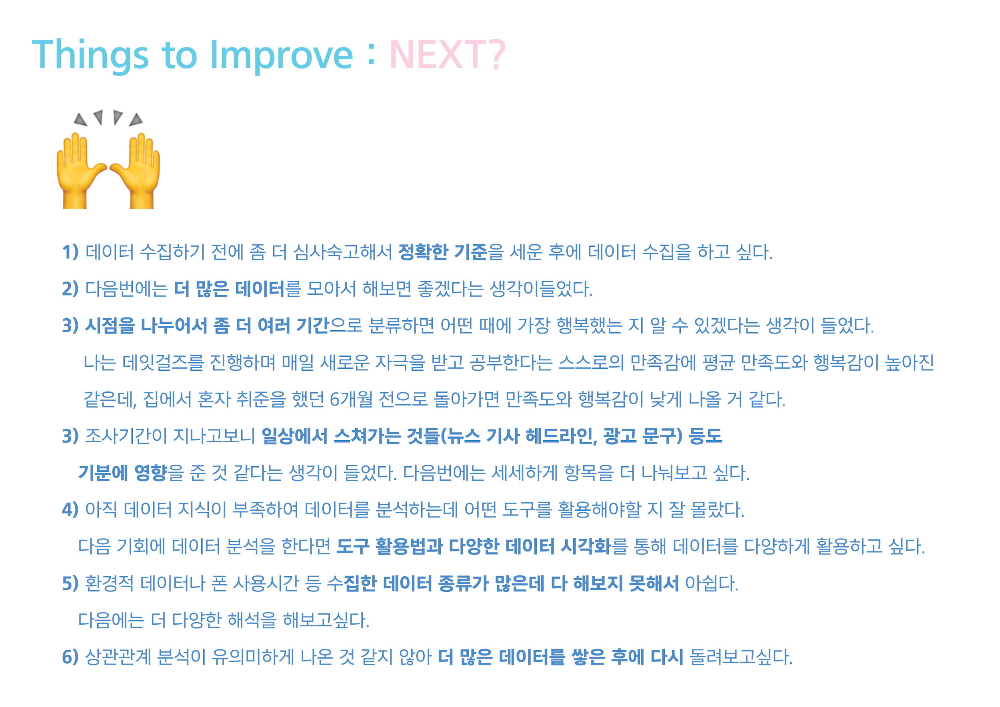 Things to Improve : NEXT?
1) 데이터 수집하기 전에 좀 더 심사숙고해서 정확한 기준을 세운 후에 데이터 수집을 하고 싶다.
2) 다음번에는 더 많은 데이터를 모아서 해보면 좋겠다는 생각이들었다.
3) 시점을 나누어서 좀 더 여러 기간으로 분류하면 어떤 때에 가장 행복했는 지 알 수 있겠다는 생각이 들었다.
나는 데잇걸즈를 진행하며 매일 새로운 자극을 받고 공부한다는 스스로의 만족감에 평균 만족도와 행복감이 높아진
같은데, 집에서 혼자 취준을 했던 6개월 전으로 돌아가면 만족도와 행복감이 낮게 나올 거 같다.
3) 조사기간이 지나고보니 일상에서 스쳐가는 것들(뉴스 기사 헤드라인, 광고 문구) 등도
기분에 영향을 준 것 같다는 생각이 들었다. 다음번에는 세세하게 항목을 더 나눠보고 싶다.
4) 아직 데이터 지식이 부족하여 데이터를 분석하는데 어떤 도구를 활용해야할 지 잘 몰랐다.
다음 기회에 데이터 분석을 한다면 도구 활용법과 다양한 데이터 시각화를 통해 데이터를 다양하게 활용하고 싶다.
5) 환경적 데이터나 폰 사용시간 등 수집한 데이터 종류가 많은데 다 해보지 못해서 아쉽다.
다음에는 더 다양한 해석을 해보고싶다.
6) 상관관계 분석이 유의미하게 나온 것 같지 않아 더 많은 데이터를 쌓은 후에 다시 돌려보고싶다.